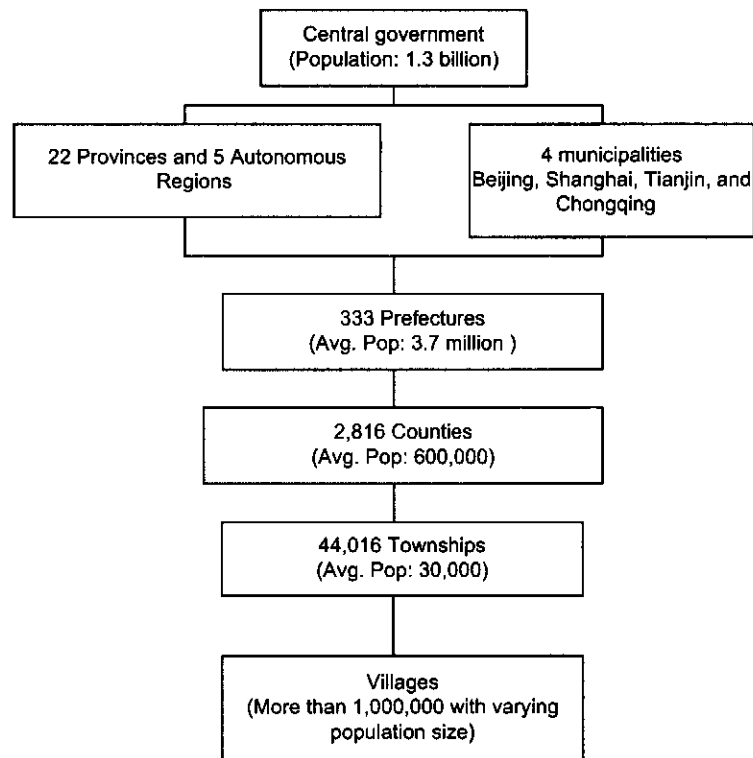 Central government
(Population: 1.3 billion)
22 Provinces and 5 Autonomous
Regions
4 municipalities
Beijing, Shanghai, Tianjin, and
Chongqing
333 Prefectures
(Avg. Pop: 3.7 million )
2,816 Counties
(Avg. Pop: 600,000)
44,016 Townships
(Avg. Pop: 30,000)
Villages
(More than 1,000,000 with varying
population size)